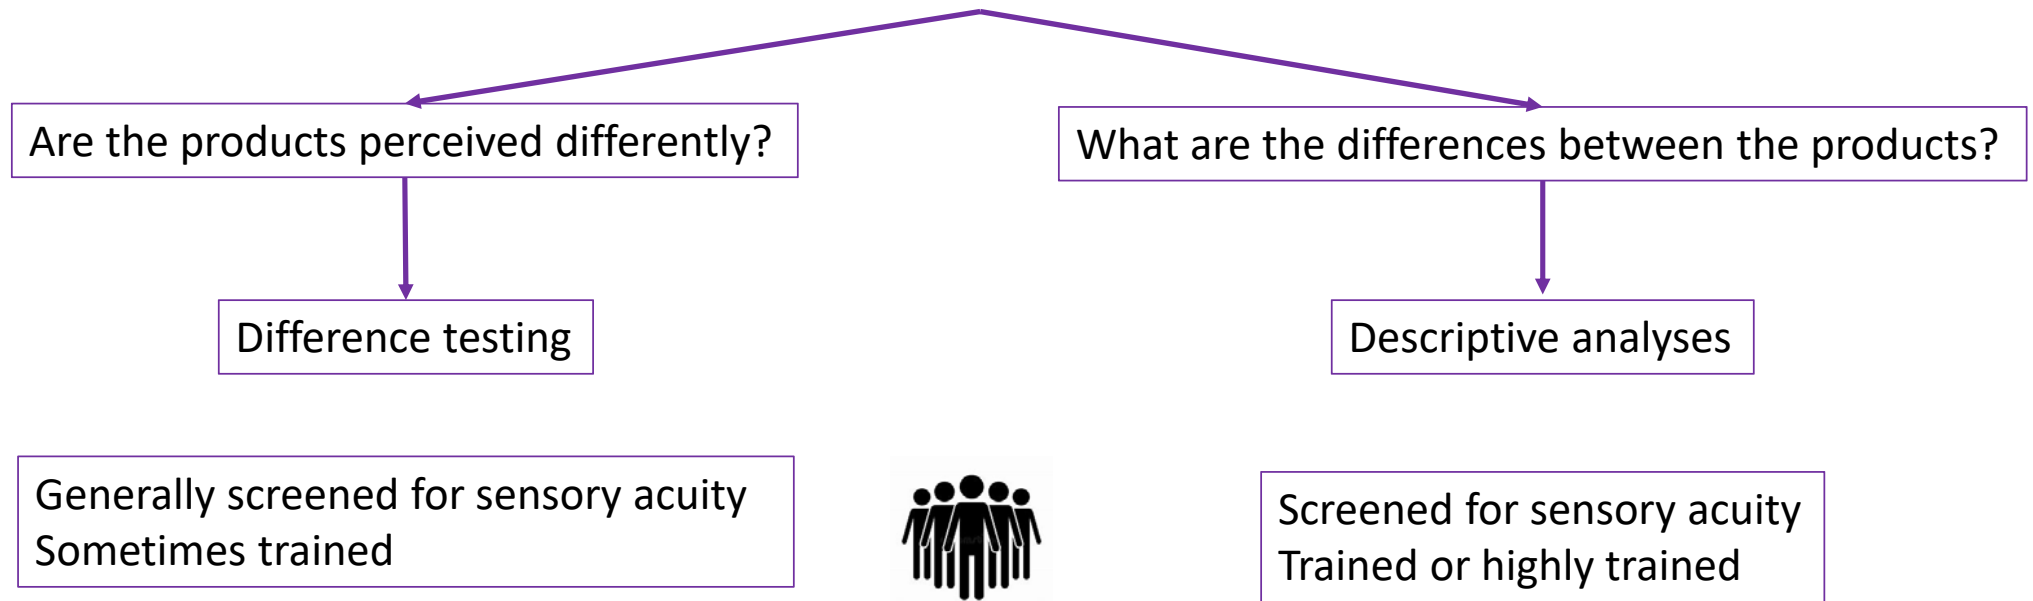 Are the products perceived differently?
What are the differences between the products?
Difference testing
Descriptive analyses
Generally screened for sensory acuity
Sometimes trained
Screened for sensory acuity
Trained or highly trained